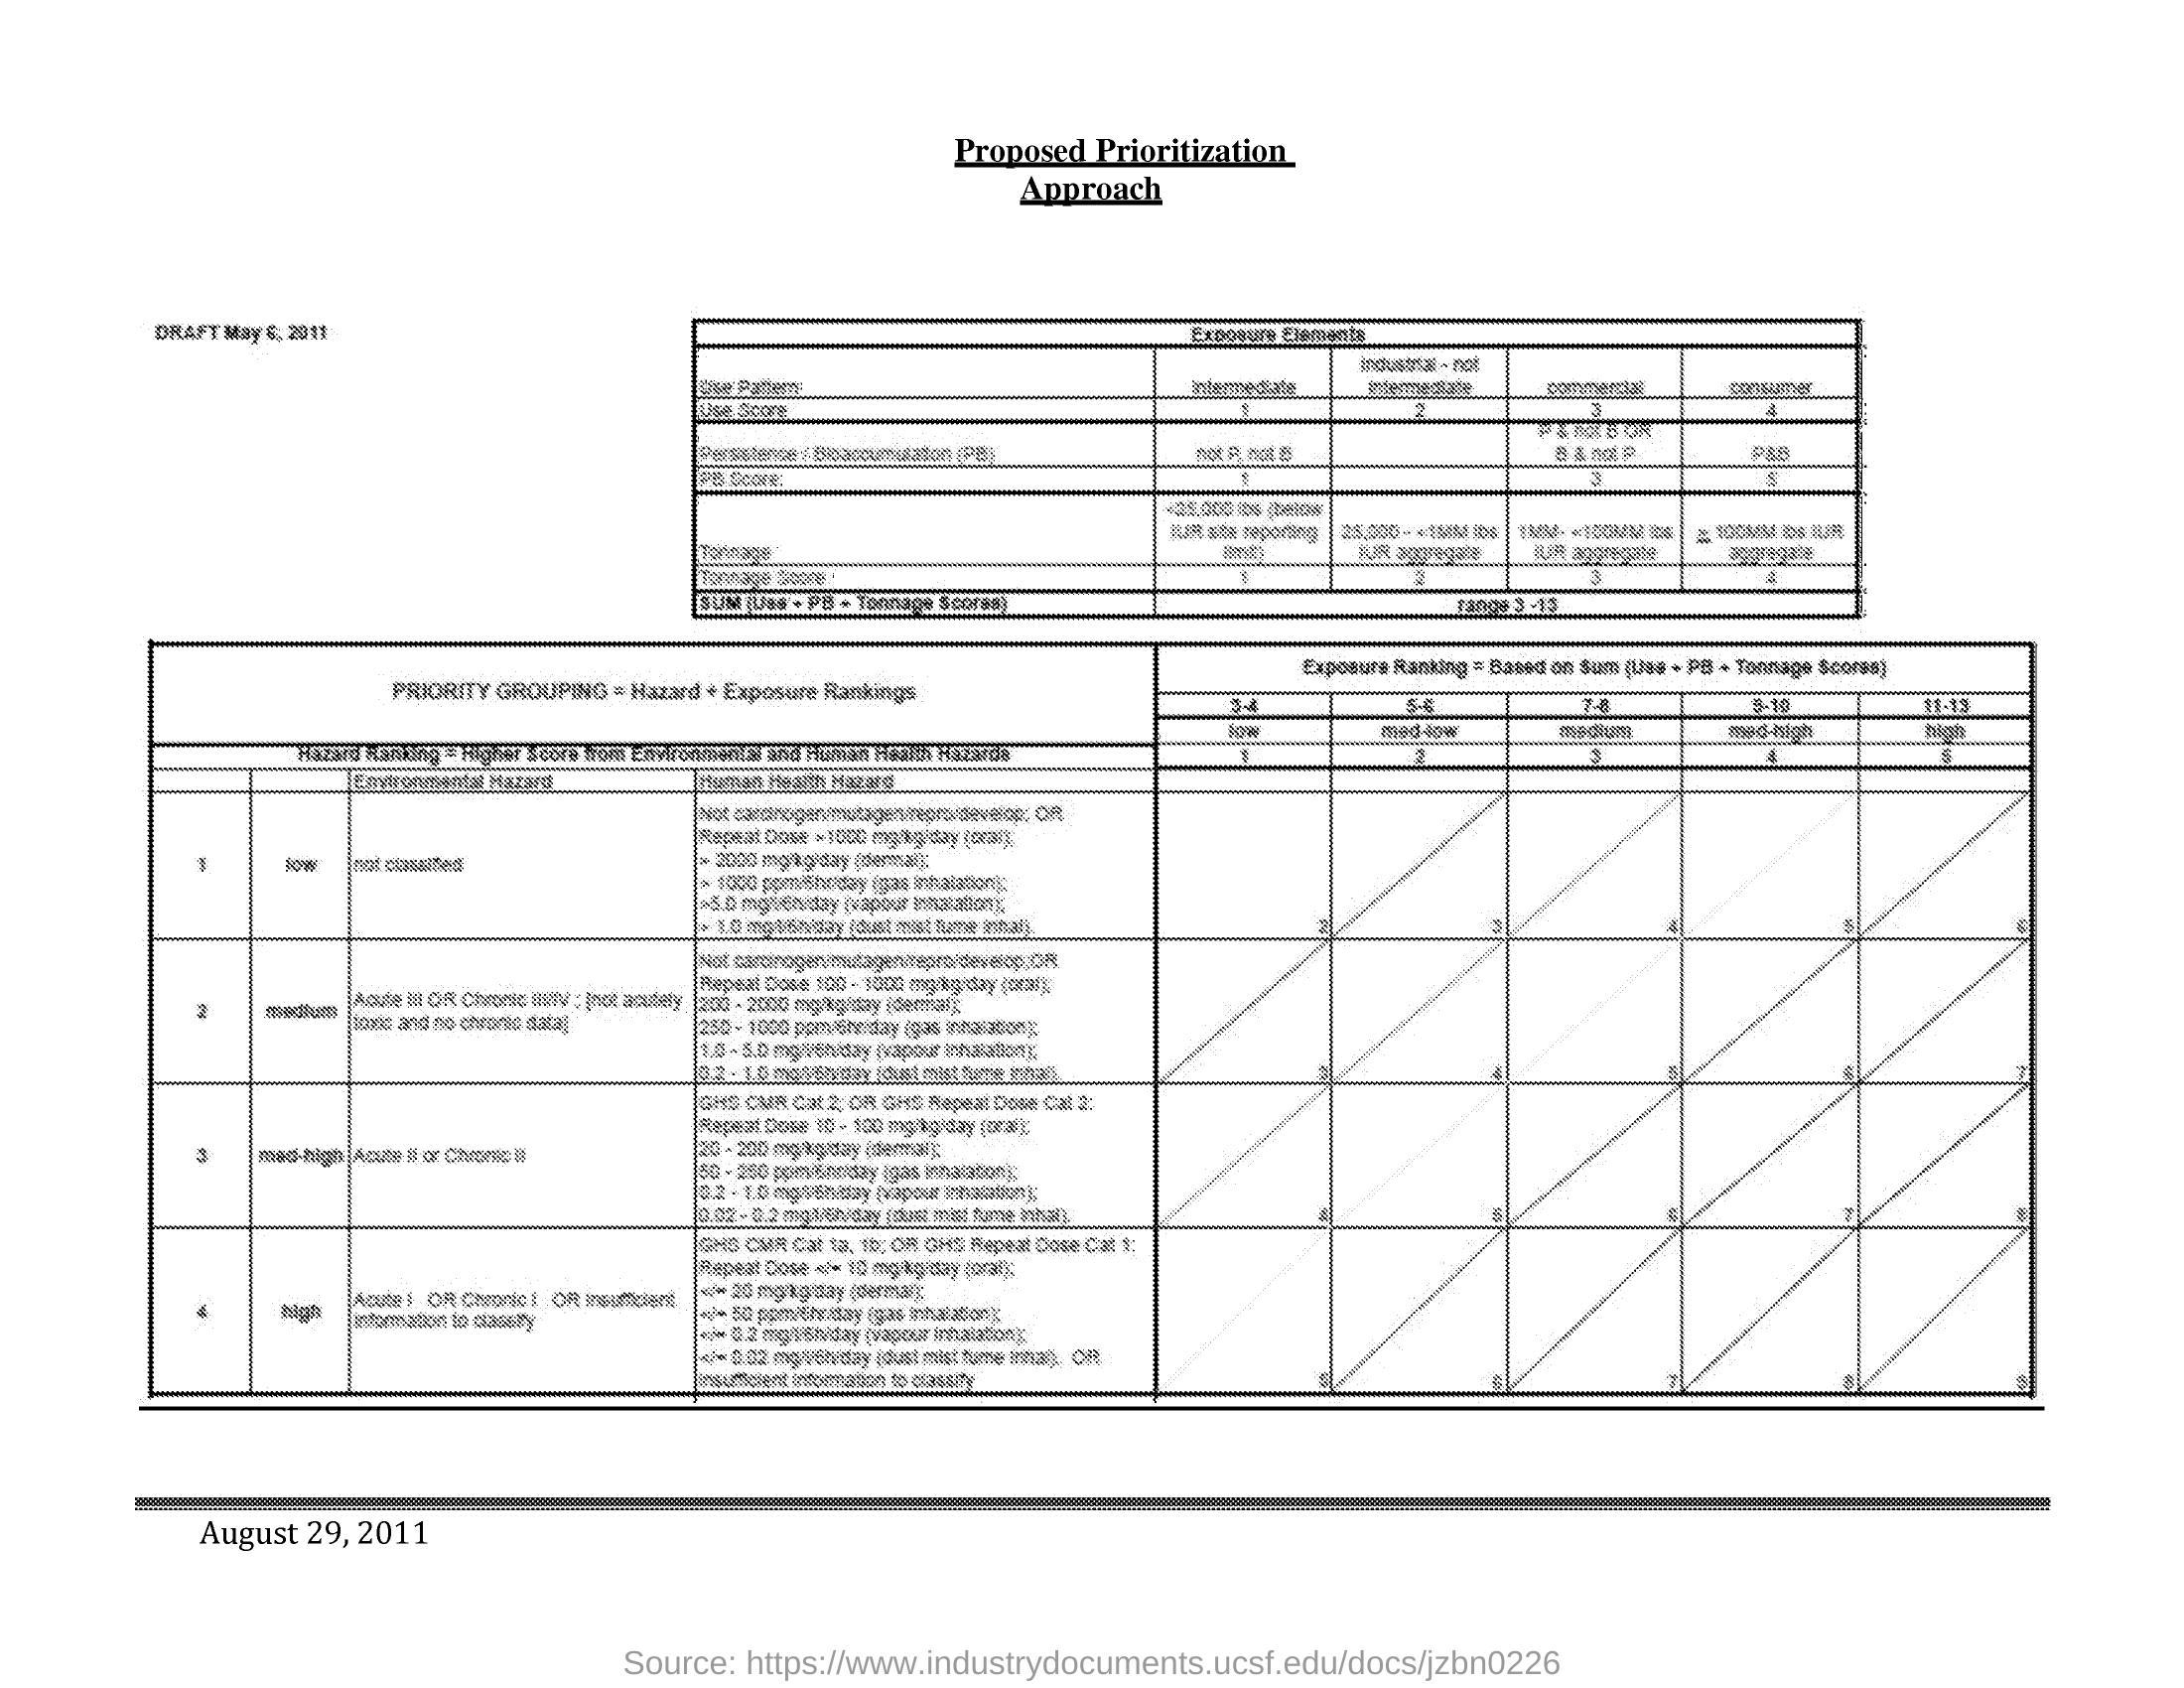 Proposed Prioritization
Approach
DRAFT May 6, 2011
Exposure Elements
Use Pattern: intermediate industrial - not intermediate commercial consumer
Use Score 1 2 3 4
Persistence / Bioaccumulation (PB) not P, not B P & not B OR B & not P P&B
PB Score: 1 3 5
Tonnage <25,000 lbs (below IUR site reporting limit) 25,000 - <1MM lbs IUR aggregate 1MM- <100MM lbs IUR aggregate ≥ 100MM lbs IUR aggregate
Tonnage Score 1 2 3 4
SUM (Use + PB + Tonnage Scores) range 3 -13
PRIORITY GROUPING = Hazard + Exposure Rankings
Exposure Ranking = Based on Sum (Use + PB + Tonnage Scores)
3-4 5-6 7-8 9-10 11-13
low med-low medium med-high high
Hazard Ranking = Higher Score from Environmental and Human Health Hazards
1 2 3 4 5
Environmental Hazard Human Health Hazard
1 low not classified
Not carcinogen/mutagen/repro/develop; OR
Repeat Dose >1000 mg/kg/day (oral);
> 2000 mg/kg/day (dermal);
> 1000 ppm/6hr/day (gas inhalation);
>5.0 mg/l/6h/day (vapour inhalation);
> 1.0 mg/l/6h/day (dust mist fume inhal).
2 3 4 5 6
2 medium Acute III OR Chronic III/IV ; [not acutely
toxic and no chronic data]
Not carcinogen/mutagen/repro/develop;OR
Repeat Dose 100 - 1000 mg/kg/day (oral);
200 - 2000 mg/kg/day (dermal);
250 - 1000 ppm/6hr/day (gas inhalation);
1.0 - 5.0 mg/l/6h/day (vapour inhalation);
0.2 - 1.0 mg/l/6h/day (dust mist fume inhal).
3 4 5 6 7
3 med-high Acute II or Chronic II
GHS CMR Cat 2; OR GHS Repeat Dose Cat 2:
Repeat Dose 10 - 100 mg/kg/day (oral);
20 - 200 mg/kg/day (dermal);
50 - 250 ppm/6hr/day (gas inhalation);
0.2 - 1.0 mg/l/6h/day (vapour inhalation);
0.02 - 0.2 mg/l/6h/day (dust mist fume inhal).
4 5 6 7 8
4 high Acute I OR Chronic I OR insufficient
information to classify
GHS CMR Cat 1a, 1b; OR GHS Repeat Dose Cat 1:
Repeat Dose </= 10 mg/kg/day (oral);
</= 20 mg/kg/day (dermal);
</= 50 ppm/6hr/day (gas inhalation);
</= 0.2 mg/l/6h/day (vapour inhalation);
</= 0.02 mg/l/6h/day (dust mist fume inhal). OR
insufficient information to classify
5 6 7 8 9
August 29, 2011
Source: https://www.industrydocuments.ucsf.edu/docs/jzbn0226